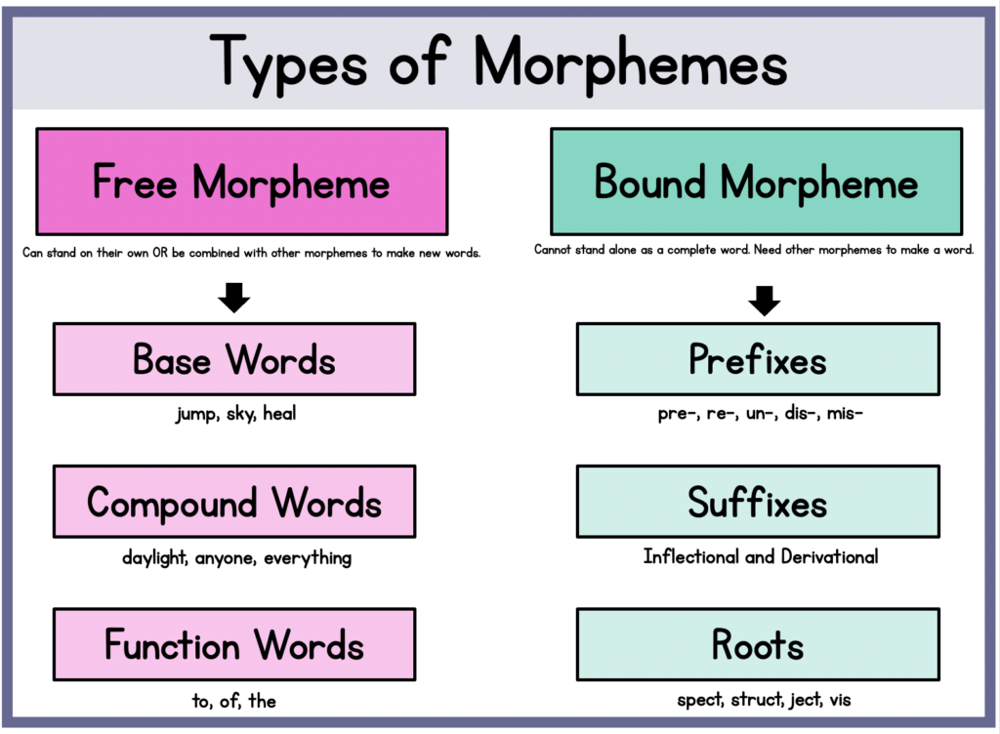 Types of Morphemes
Free Morpheme
Can stand on their own OR be combined with other morphemes to make new words.
Base Words
jump, sky, heal
Compound Words
daylight, anyone, everything
Function Words
to, of, the
Bound Morpheme
Cannot stand alone as a complete word. Need other morphemes to make a word.
Prefixes
pre-, re-, un-, dis-, mis-
Suffixes
Inflectional and Derivational
Roots
spect, struct, ject, vis